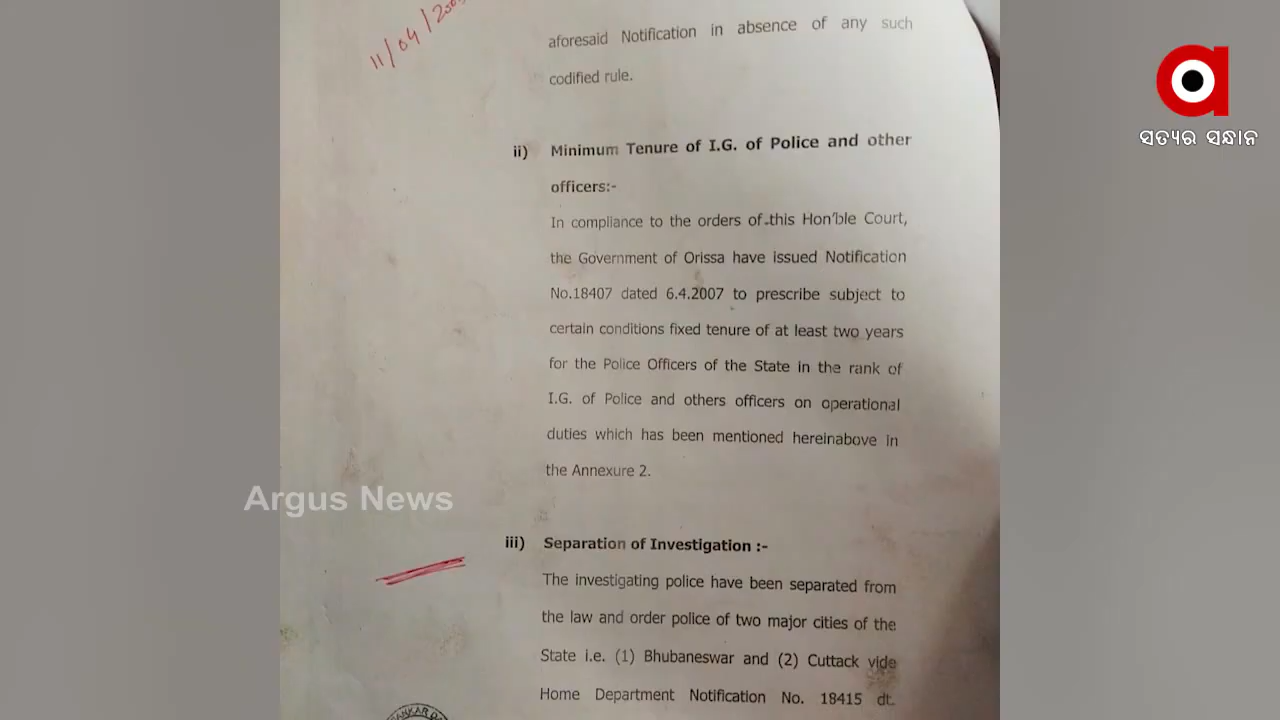 11/04/200
aforesaid Notification in absence of any such
codified rule.
ii) Minimum Tenure of I.G. of Police and other
officers:-
In compliance to the orders of this Hon'ble Court,
the Government of Orissa have issued Notification
No.18407 dated 6.4.2007 to prescribe subject to
certain conditions fixed tenure of at least two years
for the Police Officers of the State in the rank of
I.G. of Police and others officers on operational
duties which has been mentioned hereinabove in
the Annexure 2.
iii) Separation of Investigation :-
The investigating police have been separated from
the law and order police of two major cities of the
State i.e. (1) Bhubaneswar and (2) Cuttack vide
Home Department Notification No. 18415 dt.
Argus News
a
ସତ୍ୟର ସନ୍ଧାନ